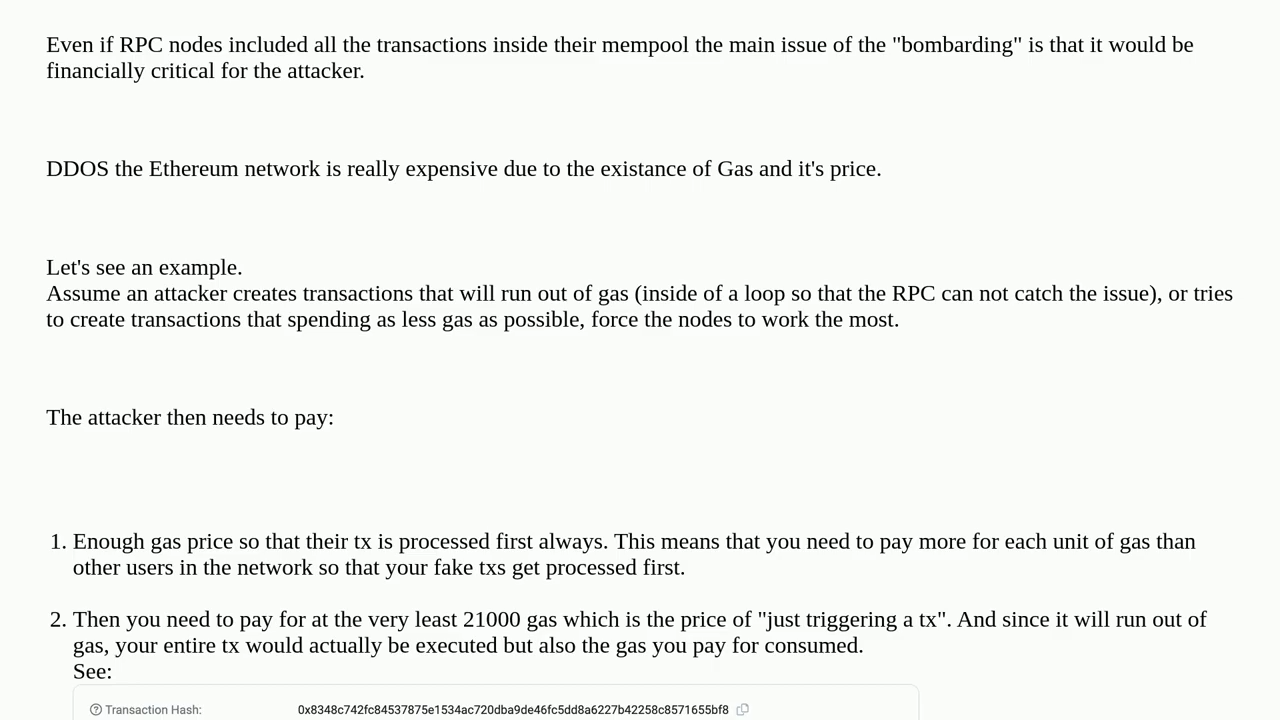 Even if RPC nodes included all the transactions inside their mempool the main issue of the "bombarding" is that it would be
financially critical for the attacker.
DDOS the Ethereum network is really expensive due to the existance of Gas and it's price.
Let's see an example.
Assume an attacker creates transactions that will run out of gas (inside of a loop so that the RPC can not catch the issue), or tries
to create transactions that spending as less gas as possible, force the nodes to work the most.
The attacker then needs to pay:
1. Enough gas price so that their tx is processed first always. This means that you need to pay more for each unit of gas than
other users in the network so that your fake txs get processed first.
2. Then you need to pay for at the very least 21000 gas which is the price of "just triggering a tx". And since it will run out of
gas, your entire tx would actually be executed but also the gas you pay for consumed.
See:
Transaction Hash: 0x8348c742fc84537875e1534ac720dba9de46fc5dd8a6227b42258c8571655bf8